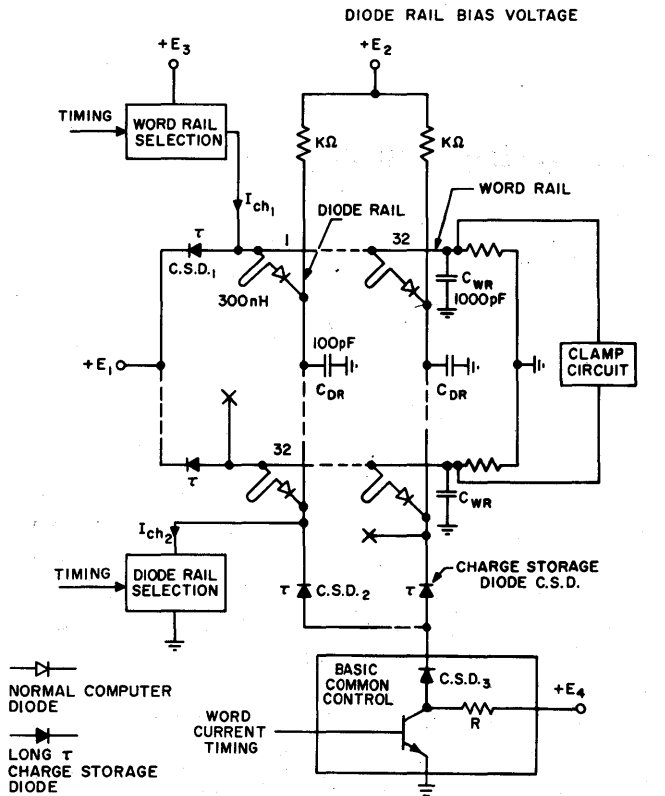 DIODE RAIL BIAS VOLTAGE
+E3
+E2
TIMING
WORD RAIL
SELECTION
KΩ
KΩ
Ich1
DIODE RAIL
WORD RAIL
τ
C.S.D.1
1
32
300nH
CWR
1000pF
100pF
CDR
CDR
+E1
CLAMP
CIRCUIT
32
τ
CWR
Ich2
TIMING
DIODE RAIL
SELECTION
τ
C.S.D.2
τ
CHARGE STORAGE
DIODE C.S.D.
BASIC
COMMON
CONTROL
C.S.D.3
+E4
R
NORMAL COMPUTER
DIODE
WORD
CURRENT
TIMING
LONG τ
CHARGE STORAGE
DIODE